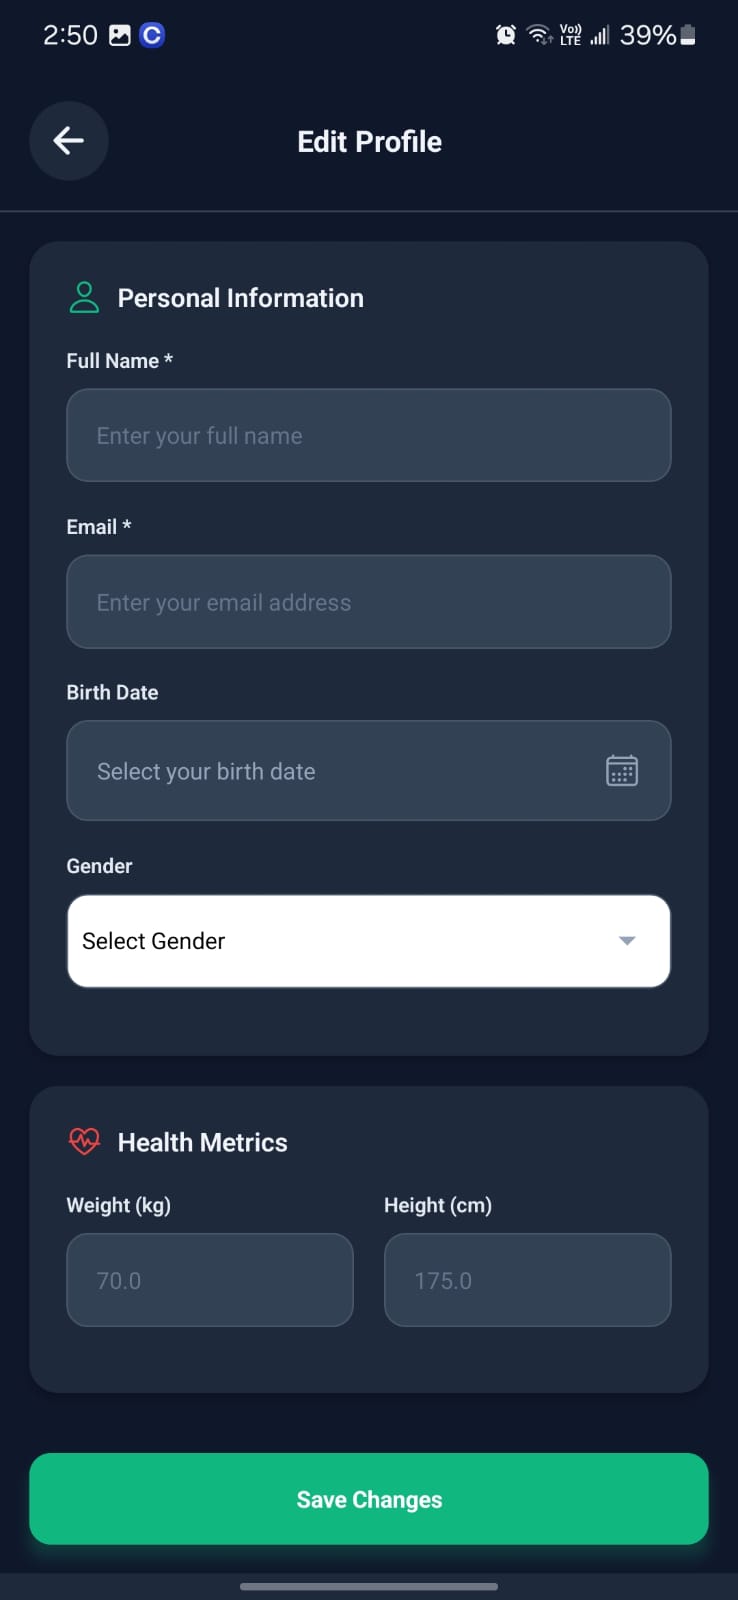 2:50 C Vo)) LTE 39%
Edit Profile
Personal Information
Full Name *
Enter your full name
Email *
Enter your email address
Birth Date
Select your birth date
Gender
Select Gender
Health Metrics
Weight (kg) Height (cm)
70.0 175.0
Save Changes